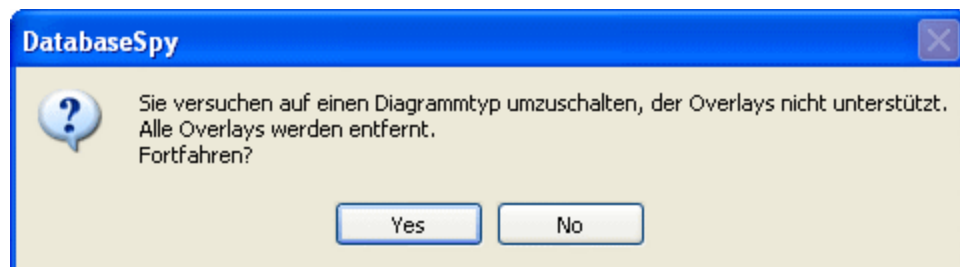 DatabaseSpy
Sie versuchen auf einen Diagrammtyp umzuschalten, der Overlays nicht unterstützt.
Alle Overlays werden entfernt.
Fortfahren?
Yes No